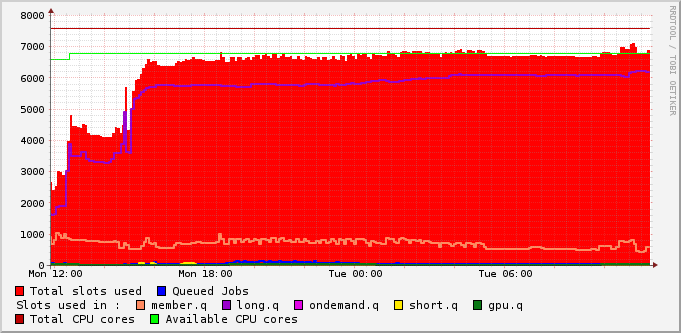 RRDTOOL / TOBI OETIKER
8000
7000
6000
5000
4000
3000
2000
1000
0
Mon 12:00 Mon 18:00 Tue 00:00 Tue 06:00
Total slots used Queued Jobs
Slots used in : member.q long.q ondemand.q short.q gpu.q
Total CPU cores Available CPU cores